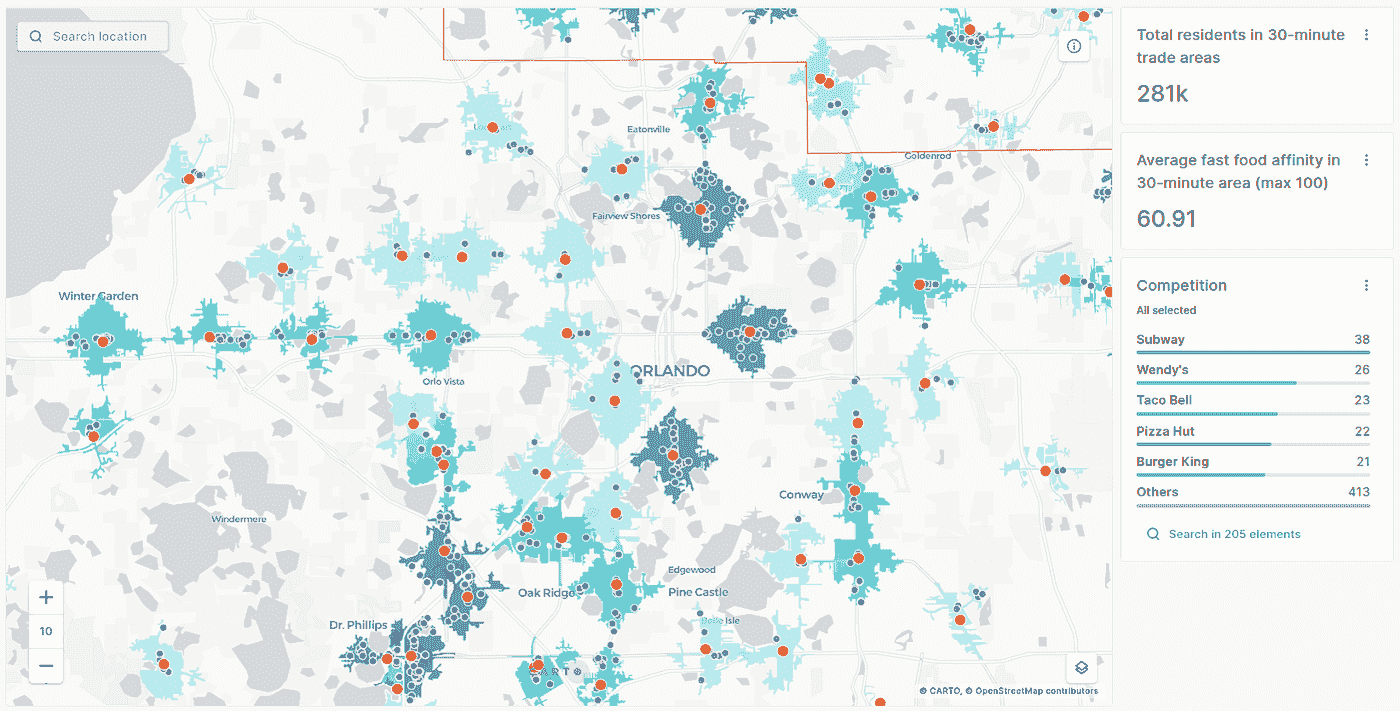 Search location
Eatonville
Goldenrod
Fairview Shores
Winter Garden
ORLANDO
Orlo Vista
Conway
Windermere
Edgewood
Oak Ridge
Pine Castle
Dr. Phillips
Belle Isle
+
10
−
CARTO
© CARTO, © OpenStreetMap contributors
Total residents in 30-minute
trade areas
281k
Average fast food affinity in
30-minute area (max 100)
60.91
Competition
All selected
Subway 38
Wendy's 26
Taco Bell 23
Pizza Hut 22
Burger King 21
Others 413
Search in 205 elements